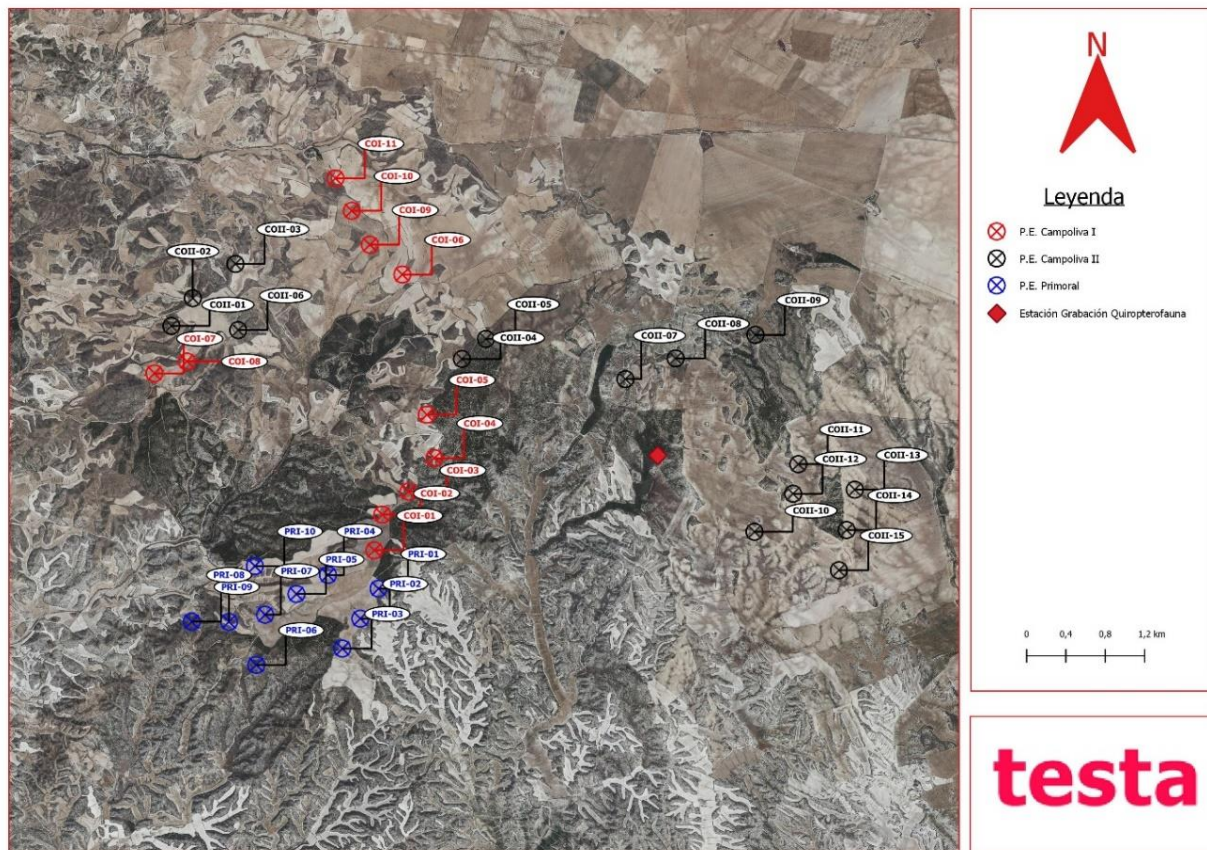 COI-11
COI-10
COI-09
COII-03
COI-06
COII-02
COII-01
COII-06
COII-05
COII-09
COI-07
COII-04
COII-07
COII-08
COI-08
COI-05
COI-04
COII-11
COII-12
COII-13
COI-03
COI-02
COII-14
COII-10
COI-01
PRI-10
PRI-04
COII-15
PRI-05
PRI-01
PRI-08
PRI-07
PRI-09
PRI-02
PRI-03
PRI-06
N
Leyenda
P.E. Campoliva I
P.E. Campoliva II
P.E. Primoral
Estación Grabación Quiropterofauna
0 0,4 0,8 1,2 km
testa